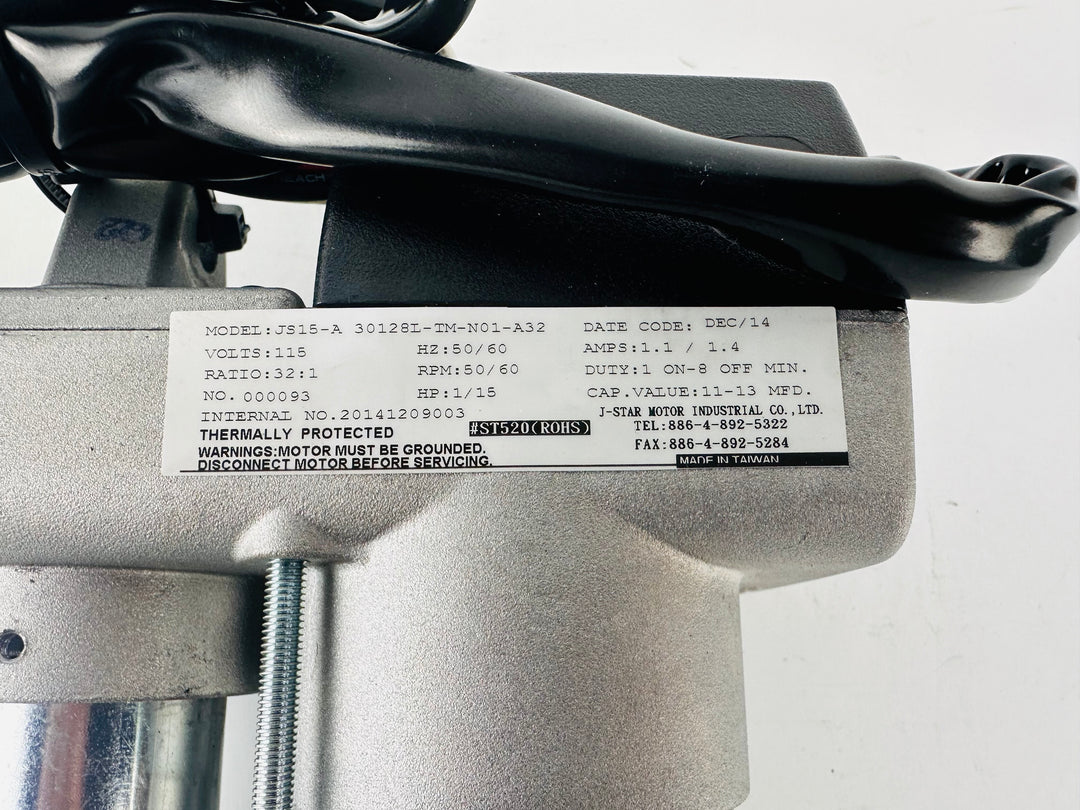 EACH
MODEL:JS15-A 30128L-TM-N01-A32 DATE CODE: DEC/14
VOLTS:115 HZ:50/60 AMPS:1.1 / 1.4
RATIO:32:1 RPM:50/60 DUTY:1 ON-8 OFF MIN.
NO. 000093 HP:1/15 CAP.VALUE:11-13 MFD.
INTERNAL NO.20141209003 J-STAR MOTOR INDUSTRIAL CO.,LTD.
THERMALLY PROTECTED #ST520(ROHS) TEL:886-4-892-5322
WARNINGS:MOTOR MUST BE GROUNDED. FAX:886-4-892-5284
DISCONNECT MOTOR BEFORE SERVICING. MADE IN TAIWAN